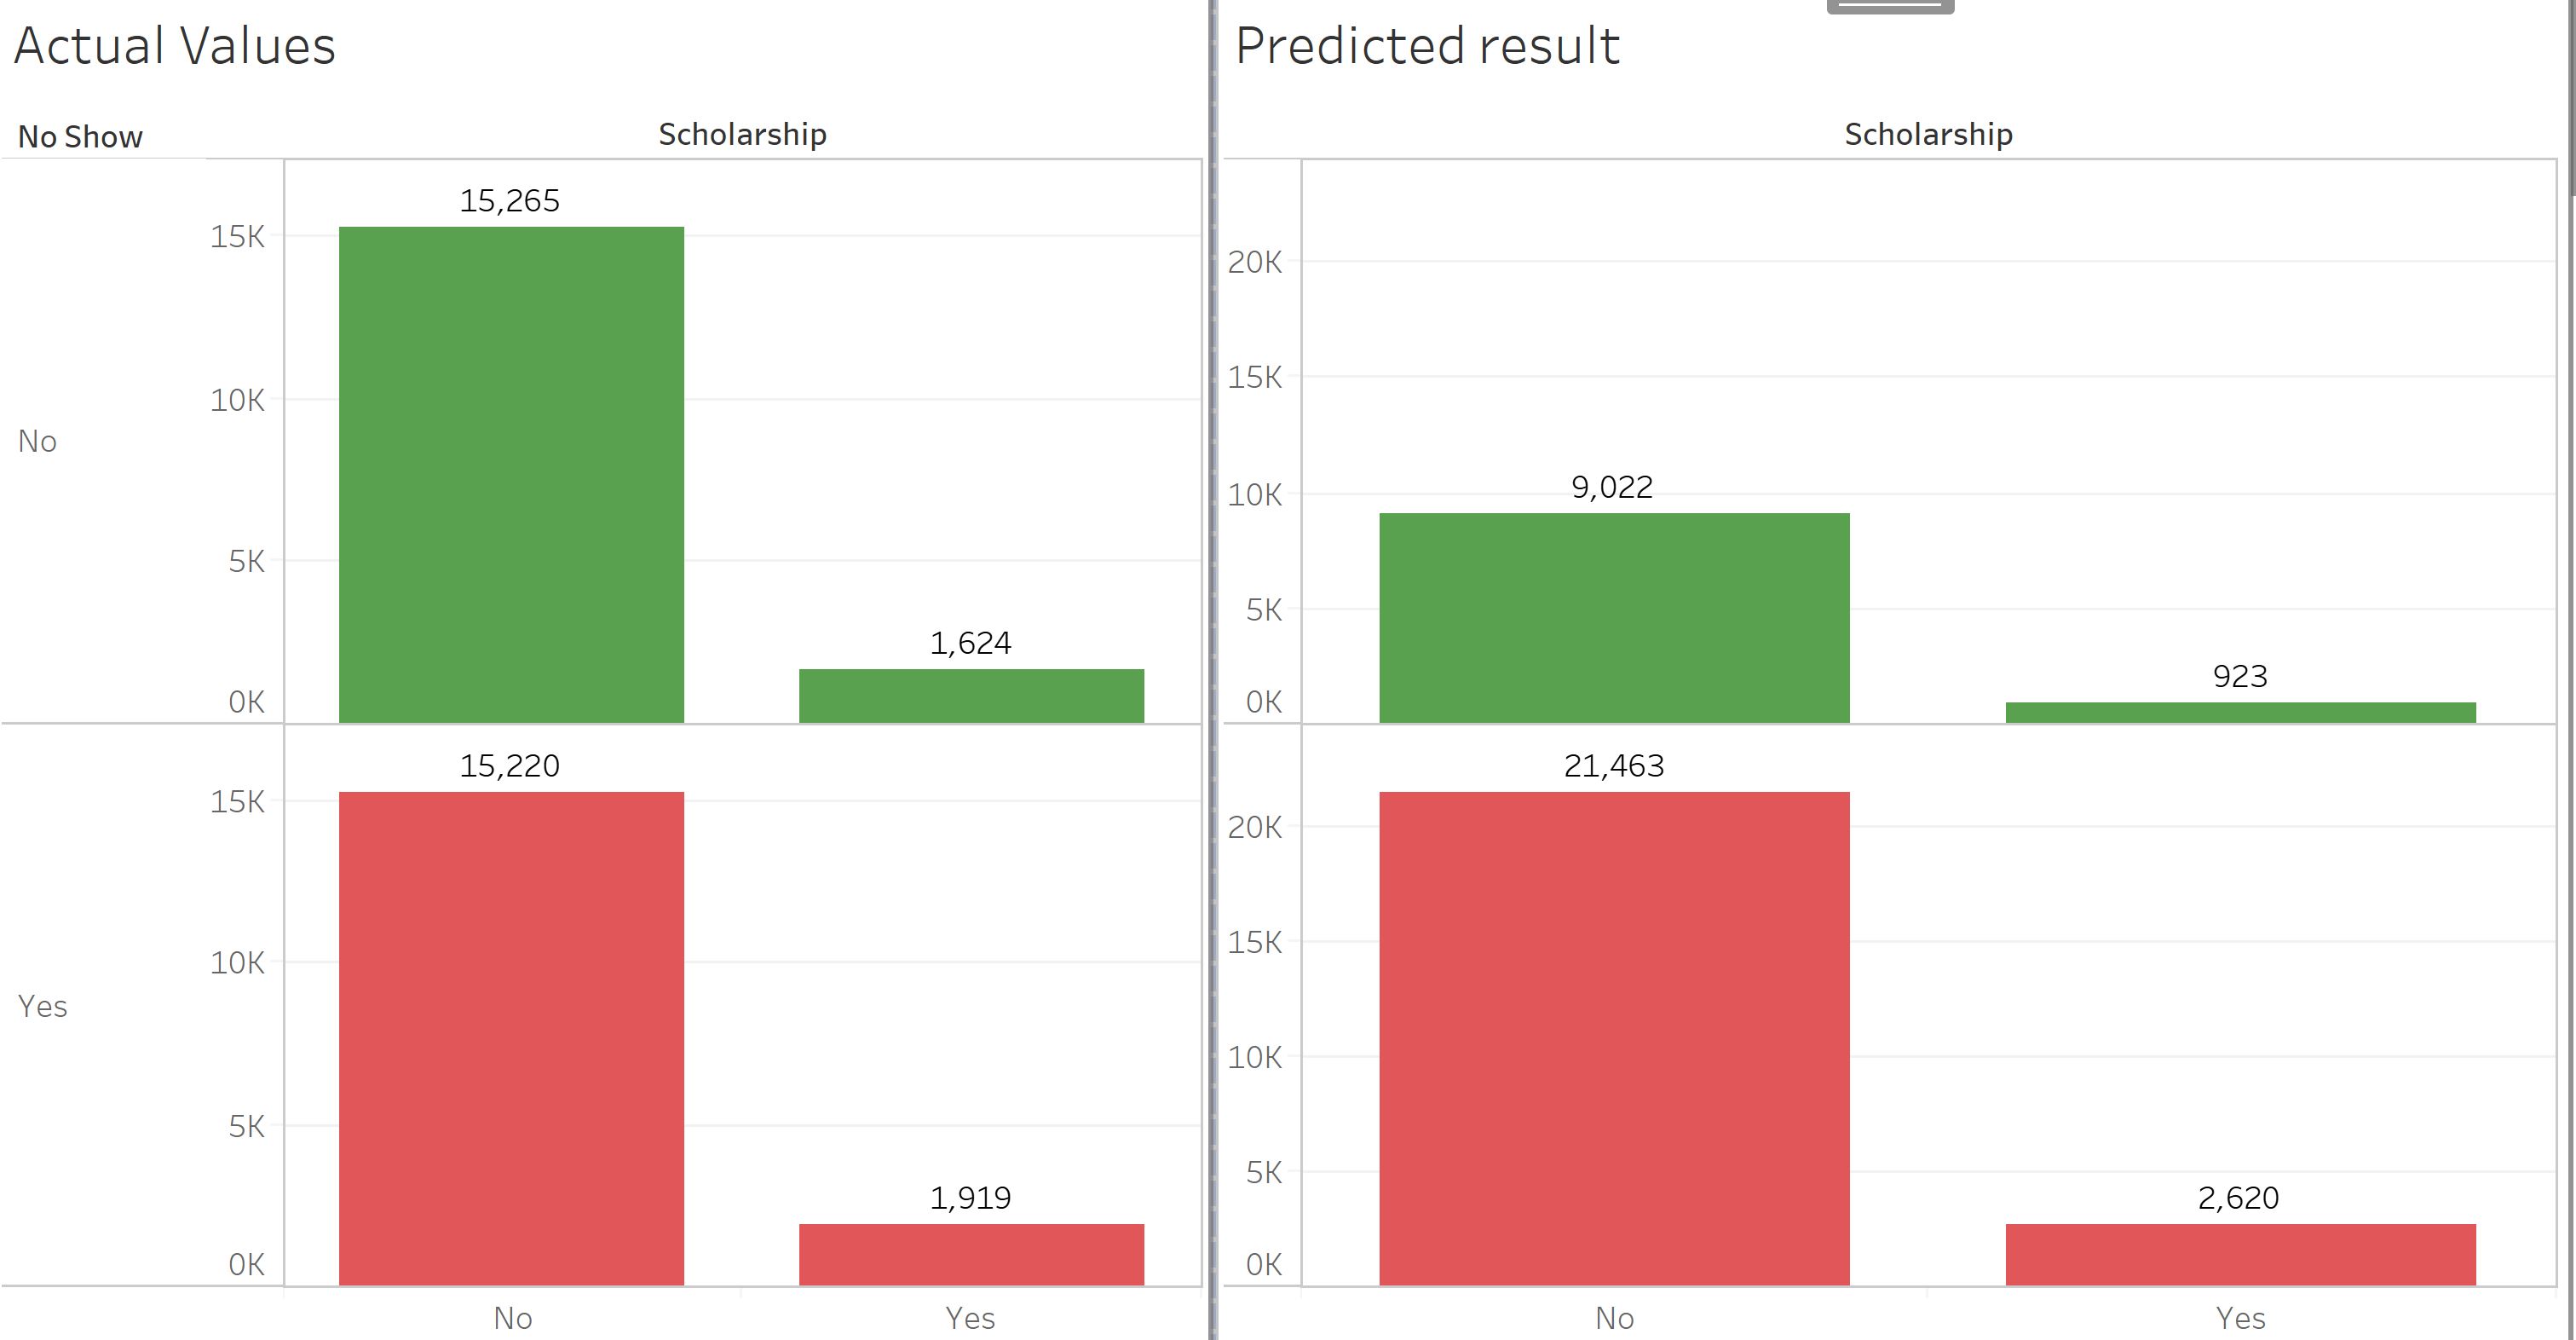 Actual Values
No Show
Scholarship
15,265
15K
10K
No
5K
1,624
0K
15,220
15K
10K
Yes
5K
1,919
0K
No
Yes
Predicted result
Scholarship
20K
15K
10K
9,022
5K
923
0K
21,463
20K
15K
10K
5K
2,620
0K
No
Yes